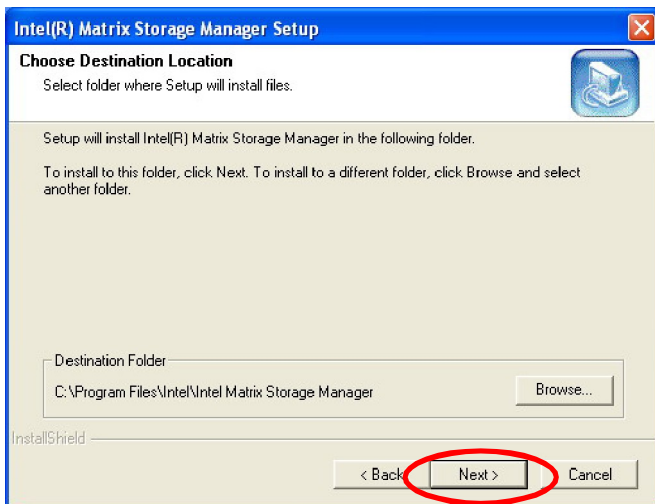 Intel(R) Matrix Storage Manager Setup
Choose Destination Location
Select folder where Setup will install files.
Setup will install Intel(R) Matrix Storage Manager in the following folder.
To install to this folder, click Next. To install to a different folder, click Browse and select
another folder.
Destination Folder
C:\Program Files\Intel\Intel Matrix Storage Manager
Browse...
InstallShield
< Back
Next >
Cancel